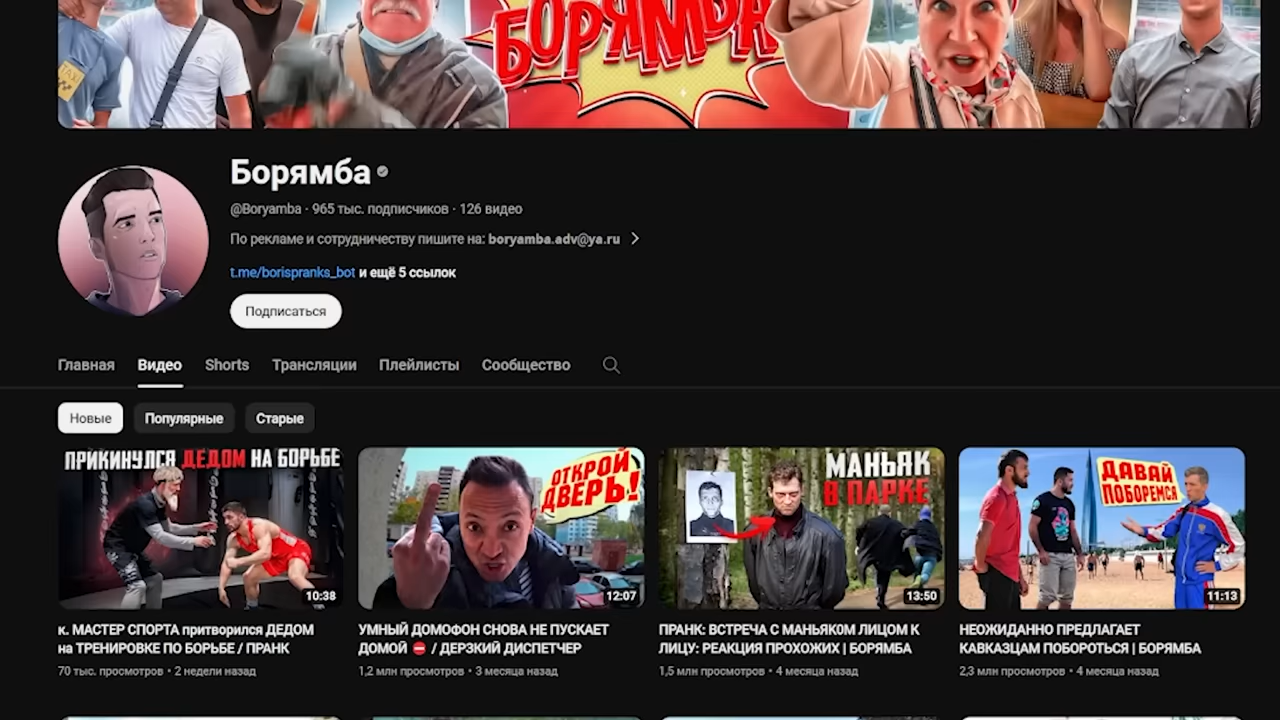 БОРЯМБА
Борямба
@Boryamba · 965 тыс. подписчиков · 126 видео
По рекламе и сотрудничеству пишите на: boryamba.adv@ya.ru
t.me/borispranks_bot и ещё 5 ссылок
Подписаться
Главная Видео Shorts Трансляции Плейлисты Сообщество
Новые Популярные Старые
ПРИКИНУЛСЯ ДЕДОМ НА БОРЬБЕ
10:38
ОТКРОЙ
ДВЕРЬ!
12:07
МАНЬЯК
В ПАРКЕ
13:50
ДАВАЙ
ПОБОРЕМСЯ
11:13
к. МАСТЕР СПОРТА притворился ДЕДОМ
на ТРЕНИРОВКЕ ПО БОРЬБЕ / ПРАНК
70 тыс. просмотров · 2 недели назад
УМНЫЙ ДОМОФОН СНОВА НЕ ПУСКАЕТ
ДОМОЙ ⛔ / ДЕРЗКИЙ ДИСПЕТЧЕР
1,2 млн просмотров · 3 месяца назад
ПРАНК: ВСТРЕЧА С МАНЬЯКОМ ЛИЦОМ К
ЛИЦУ: РЕАКЦИЯ ПРОХОЖИХ | БОРЯМБА
1,5 млн просмотров · 4 месяца назад
НЕОЖИДАННО ПРЕДЛАГАЕТ
КАВКАЗЦАМ ПОБОРОТЬСЯ | БОРЯМБА
2,3 млн просмотров · 4 месяца назад